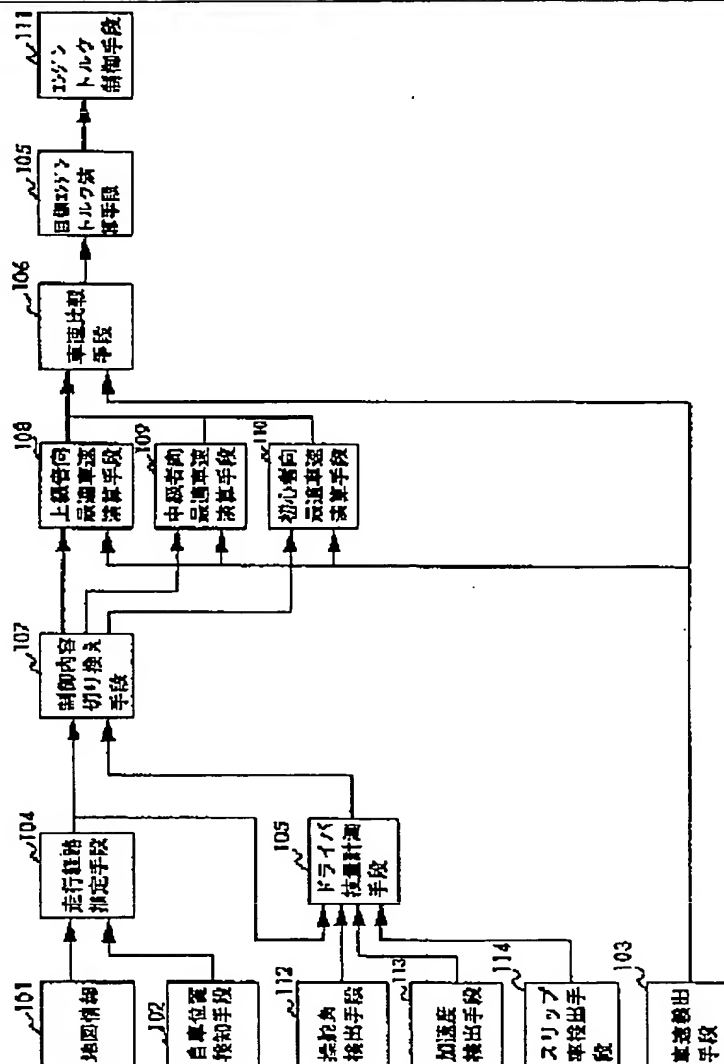 101
地図情報
102
自車位置
検知手段
112
操舵角
検出手段
113
加速度
検出手段
114
スリップ
率検出手
段
103
車速検出
手段
104
走行経路
推定手段
105
ドライバ
技量計測
手段
107
制御内容
切り換え
手段
108
上級者向
最適車速
演算手段
109
中級者向
最適車速
演算手段
110
初心者向
最適車速
演算手段
106
車速比較
手段
105
目標エンジン
トルク演
算手段
111
エンジン
トルク
制御手段